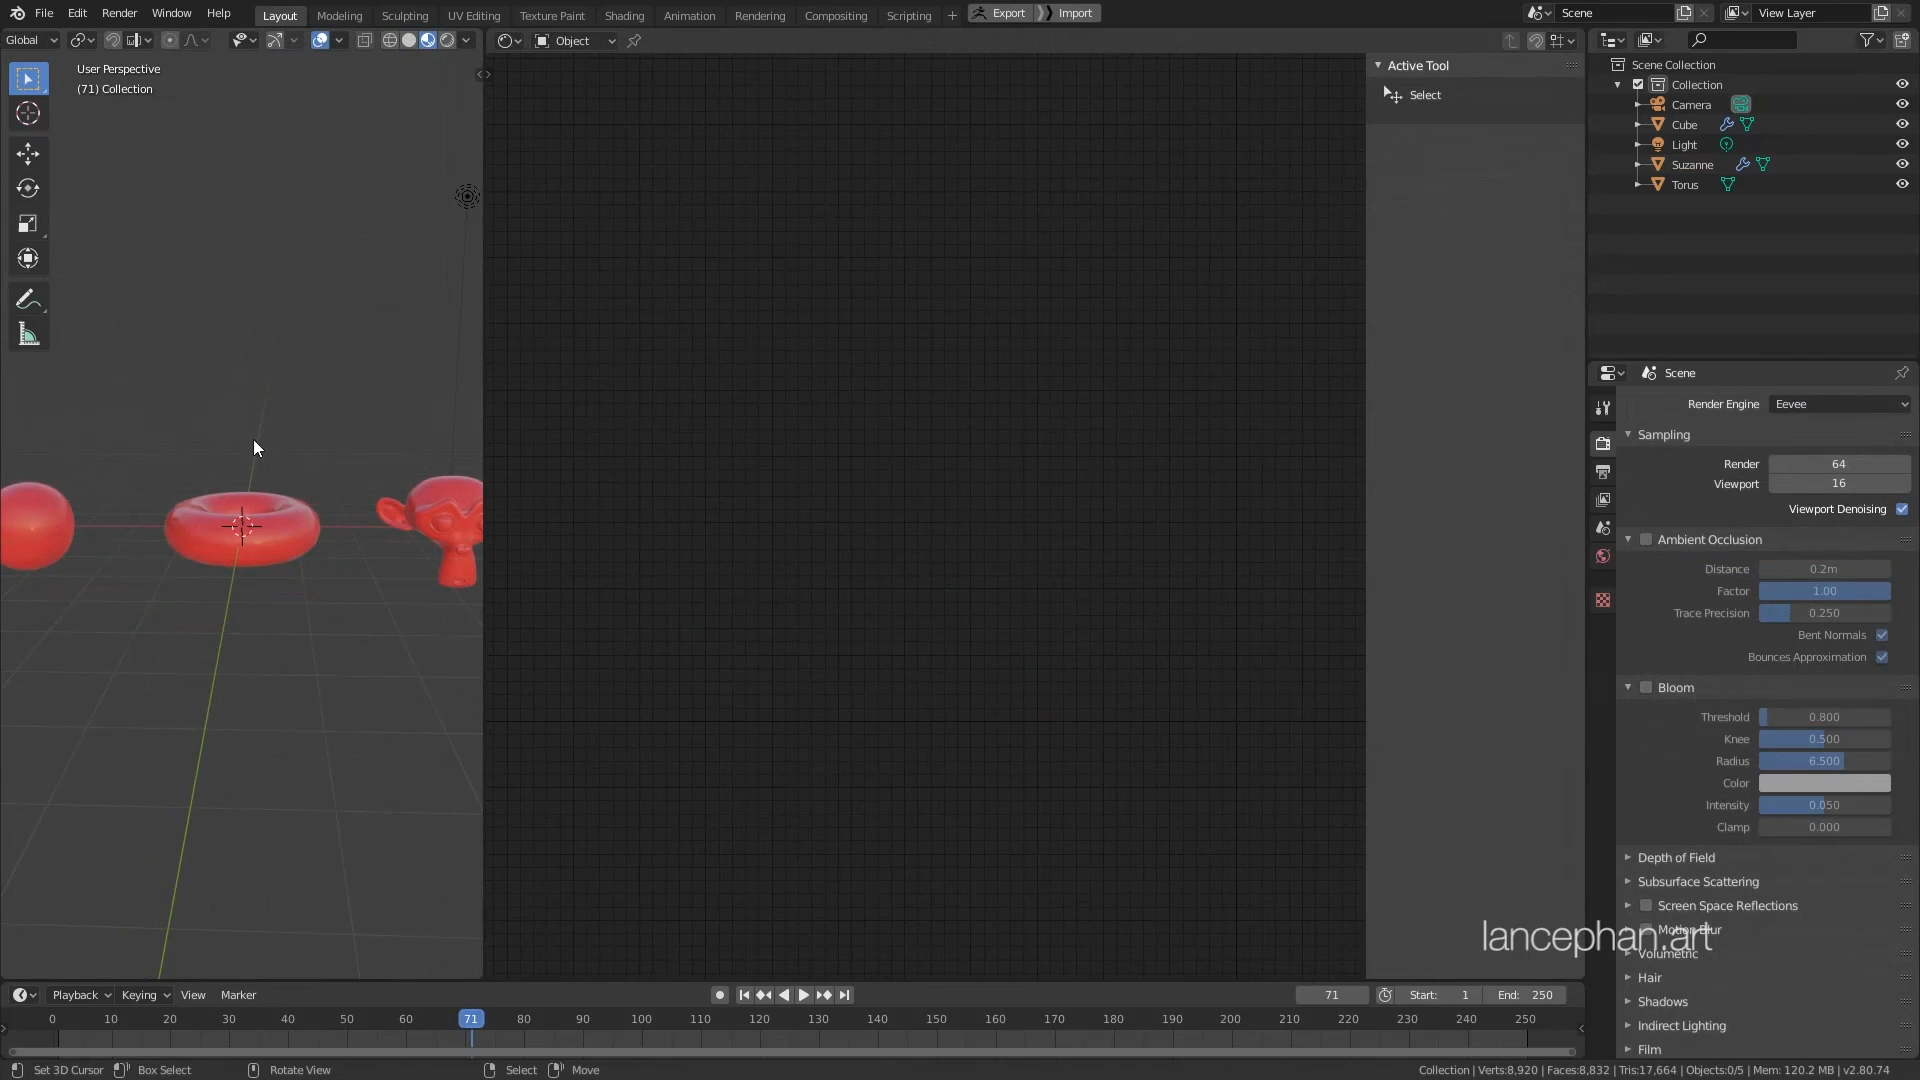 File Edit Render Window Help Layout Modeling Sculpting UV Editing Texture Paint Shading Animation Rendering Compositing Scripting + Export Import Scene View Layer
Global Object
User Perspective
(71) Collection
Active Tool
Select
Scene Collection
Collection
Camera
Cube
Light
Suzanne
Torus
Scene
Render Engine Eevee
Sampling
Render 64
Viewport 16
Viewport Denoising
Ambient Occlusion
Distance 0.2m
Factor 1.00
Trace Precision 0.250
Bent Normals
Bounces Approximation
Bloom
Threshold 0.800
Knee 0.500
Radius 6.500
Color
Intensity 0.050
Clamp 0.000
Depth of Field
Subsurface Scattering
Screen Space Reflections
Motion Blur
lancephan.art
Volumetric
Hair
Shadows
Indirect Lighting
Film
Playback Keying View Marker 71 Start: 1 End: 250
0 10 20 30 40 50 60 71 80 90 100 110 120 130 140 150 160 170 180 190 200 210 220 230 240 250
Set 3D Cursor Box Select Rotate View Select Move Collection | Verts:8,920 | Faces:8,832 | Tris:17,664 | Objects:0/5 | Mem: 120.2 MB | v2.80.74